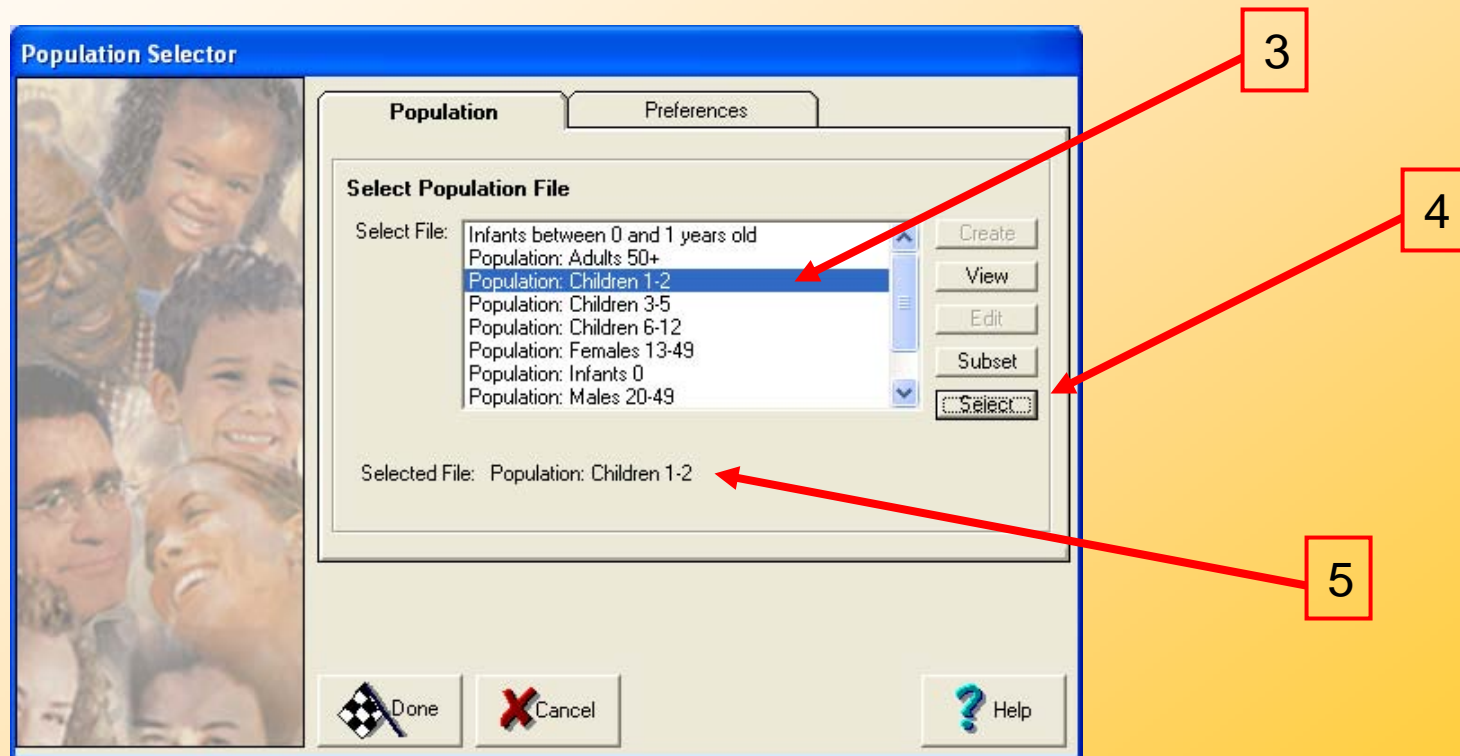 3
Population Selector
Population Preferences
4
Select Population File
Select File:
Infants between 0 and 1 years old
Population: Adults 50+
Population: Children 1-2
Population: Children 3-5
Population: Children 6-12
Population: Females 13-49
Population: Infants 0
Population: Males 20-49
Create
View
Edit
Subset
Select
Selected File: Population: Children 1-2
5
Done Cancel Help